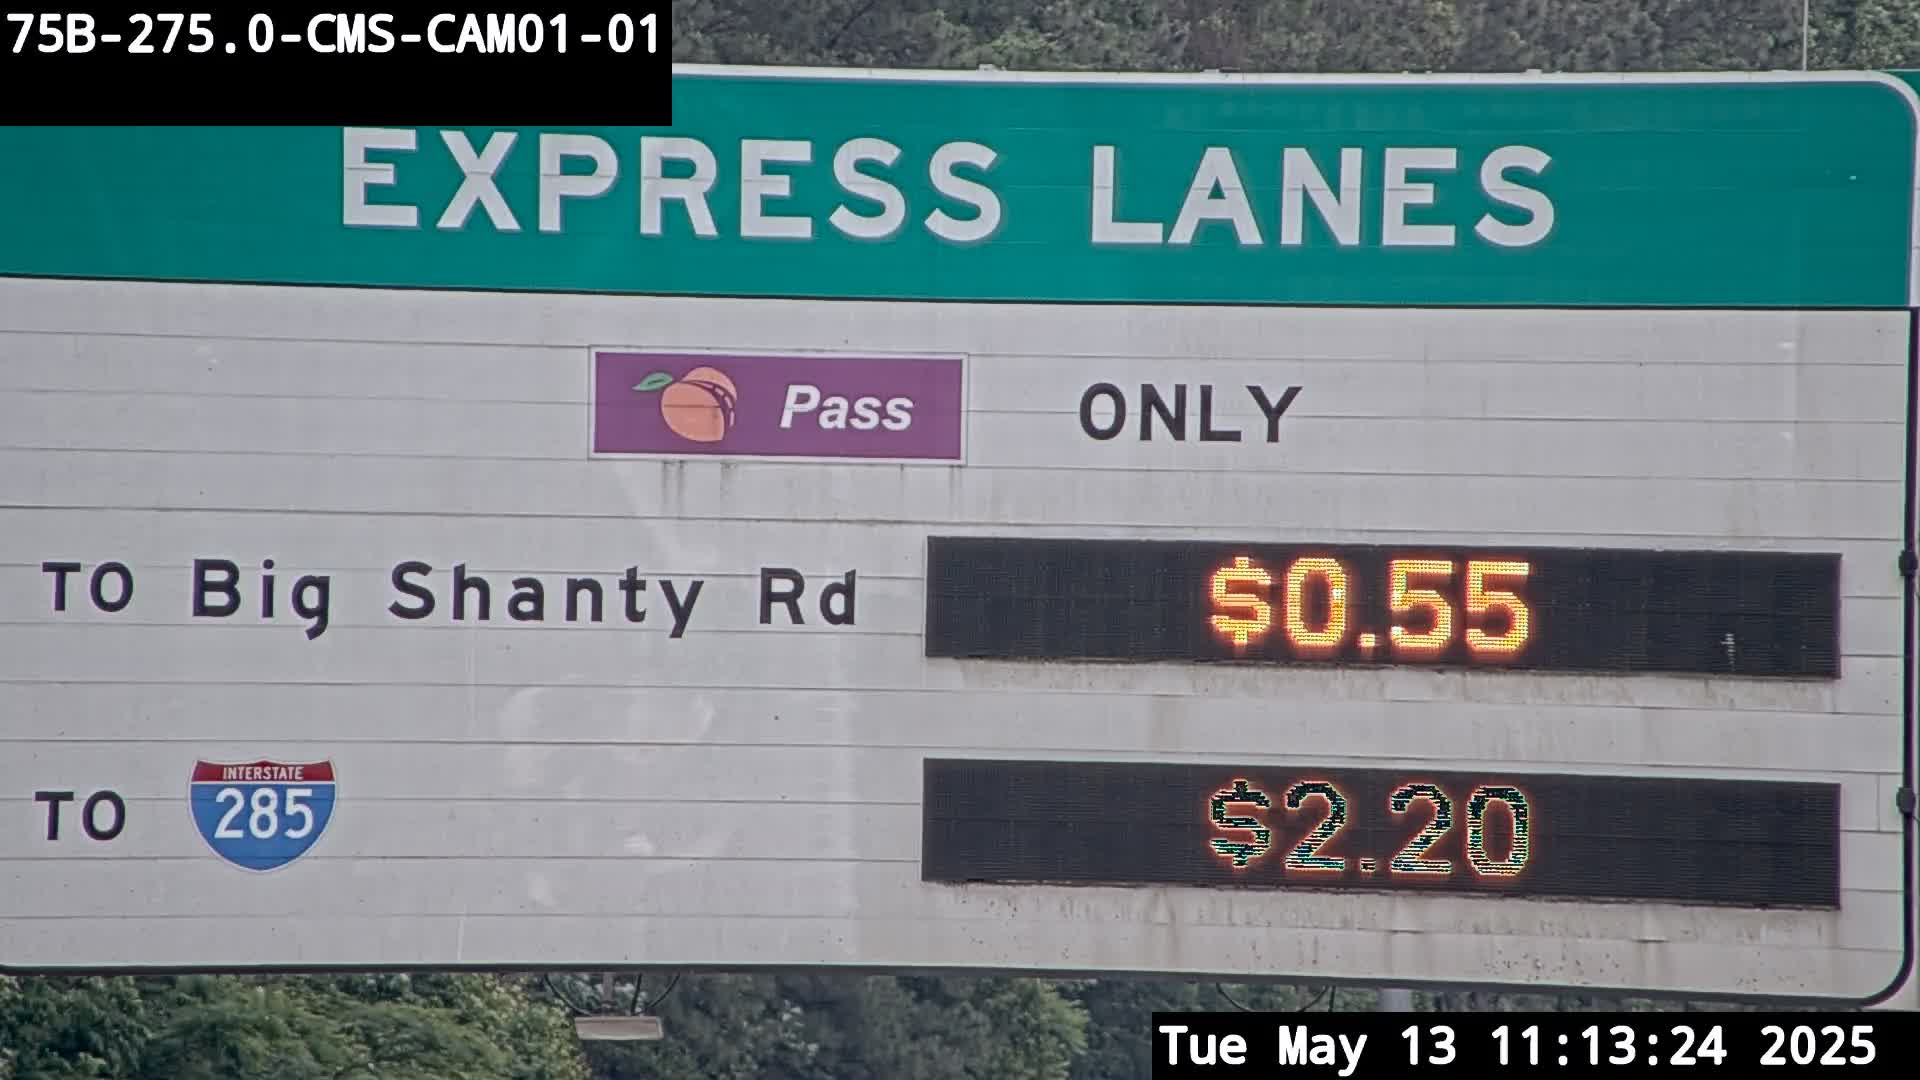 75B-275.0-CMS-CAM01-01
EXPRESS LANES
Pass ONLY
TO Big Shanty Rd $0.55
TO INTERSTATE 285 $2.20
Tue May 13 11:13:24 2025